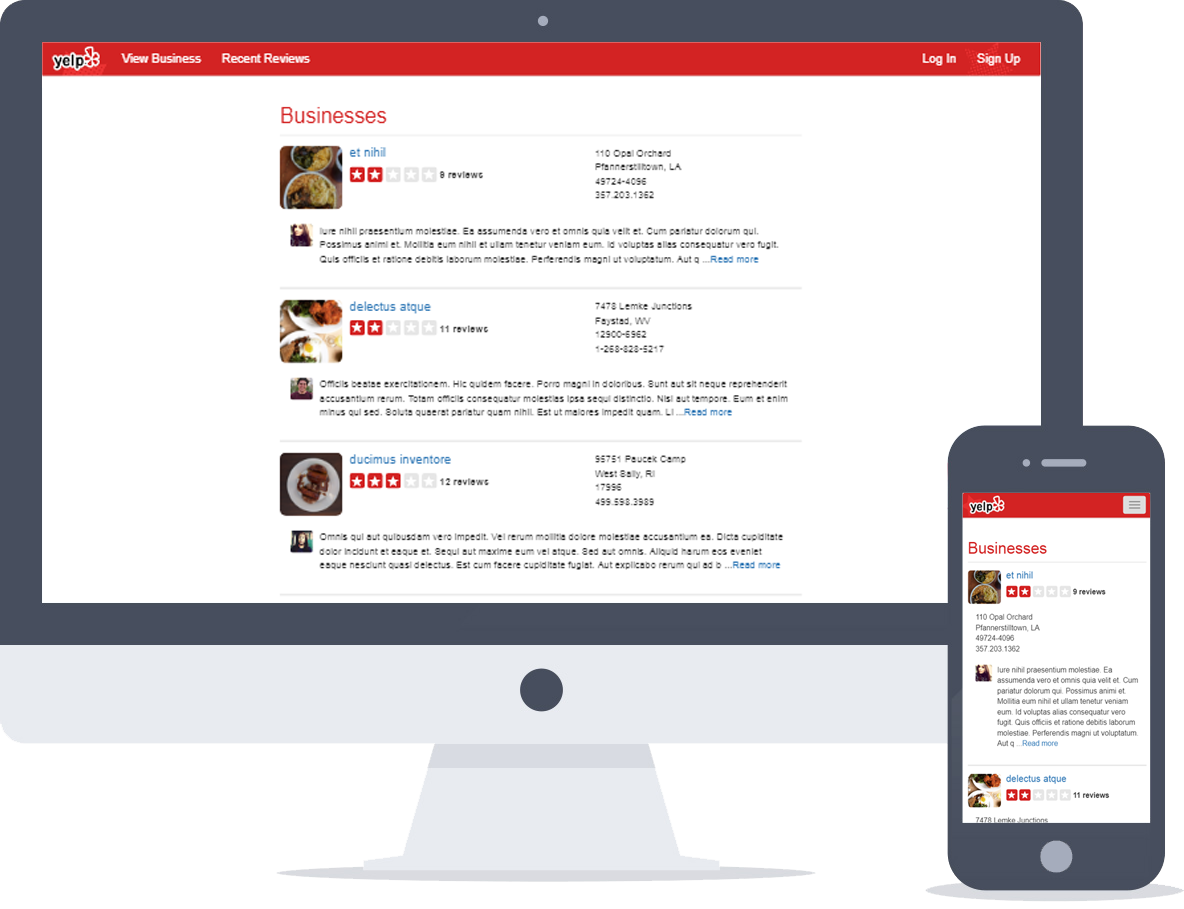 yelp View Business Recent Reviews Log In Sign Up
Businesses
et nihil
9 reviews
110 Opal Orchard
Pfannerstilltown, LA
49724-4096
357.203.1362
Iure nihil praesentium molestiae. Ea assumenda vero et omnis quia velit et. Cum pariatur dolorum qui.
Possimus animi et. Mollitia eum nihil et ullam tenetur veniam eum. Id voluptas alias consequatur vero fugit.
Quis officiis et ratione debitis laborum molestiae. Perferendis magni ut voluptatum. Aut q ...Read more
delectus atque
11 reviews
7478 Lemke Junctions
Faystad, WV
12900-6962
1-268-828-5217
Officiis beatae exercitationem. Hic quidem facere. Porro magni in doloribus. Sunt aut sit neque reprehenderit
accusantium rerum. Totam officiis consequatur molestias ipsa sequi distinctio. Nisi aut tempore. Eum et enim
minus qui sed. Soluta quaerat pariatur quam nihil. Est ut maiores impedit quam. Li ...Read more
ducimus inventore
12 reviews
95751 Paucek Camp
West Sally, RI
17996
499.598.3989
Omnis qui aut quibusdam vero impedit. Vel rerum mollitia dolore molestiae accusantium ea. Dicta cupiditate
dolor incidunt et eaque et. Sequi aut maxime eum vel atque. Sed aut omnis. Aliquid harum eos eveniet
eaque nesciunt quasi delectus. Est cum facere cupiditate fugiat. Aut explicabo rerum qui ad b ...Read more
yelp
Businesses
et nihil
9 reviews
110 Opal Orchard
Pfannerstilltown, LA
49724-4096
357.203.1362
Iure nihil praesentium molestiae. Ea
assumenda vero et omnis quia velit et. Cum
pariatur dolorum qui. Possimus animi et.
Mollitia eum nihil et ullam tenetur veniam
eum. Id voluptas alias consequatur vero
fugit. Quis officiis et ratione debitis laborum
molestiae. Perferendis magni ut voluptatum.
Aut q ...Read more
delectus atque
11 reviews
7478 Lemke Junctions